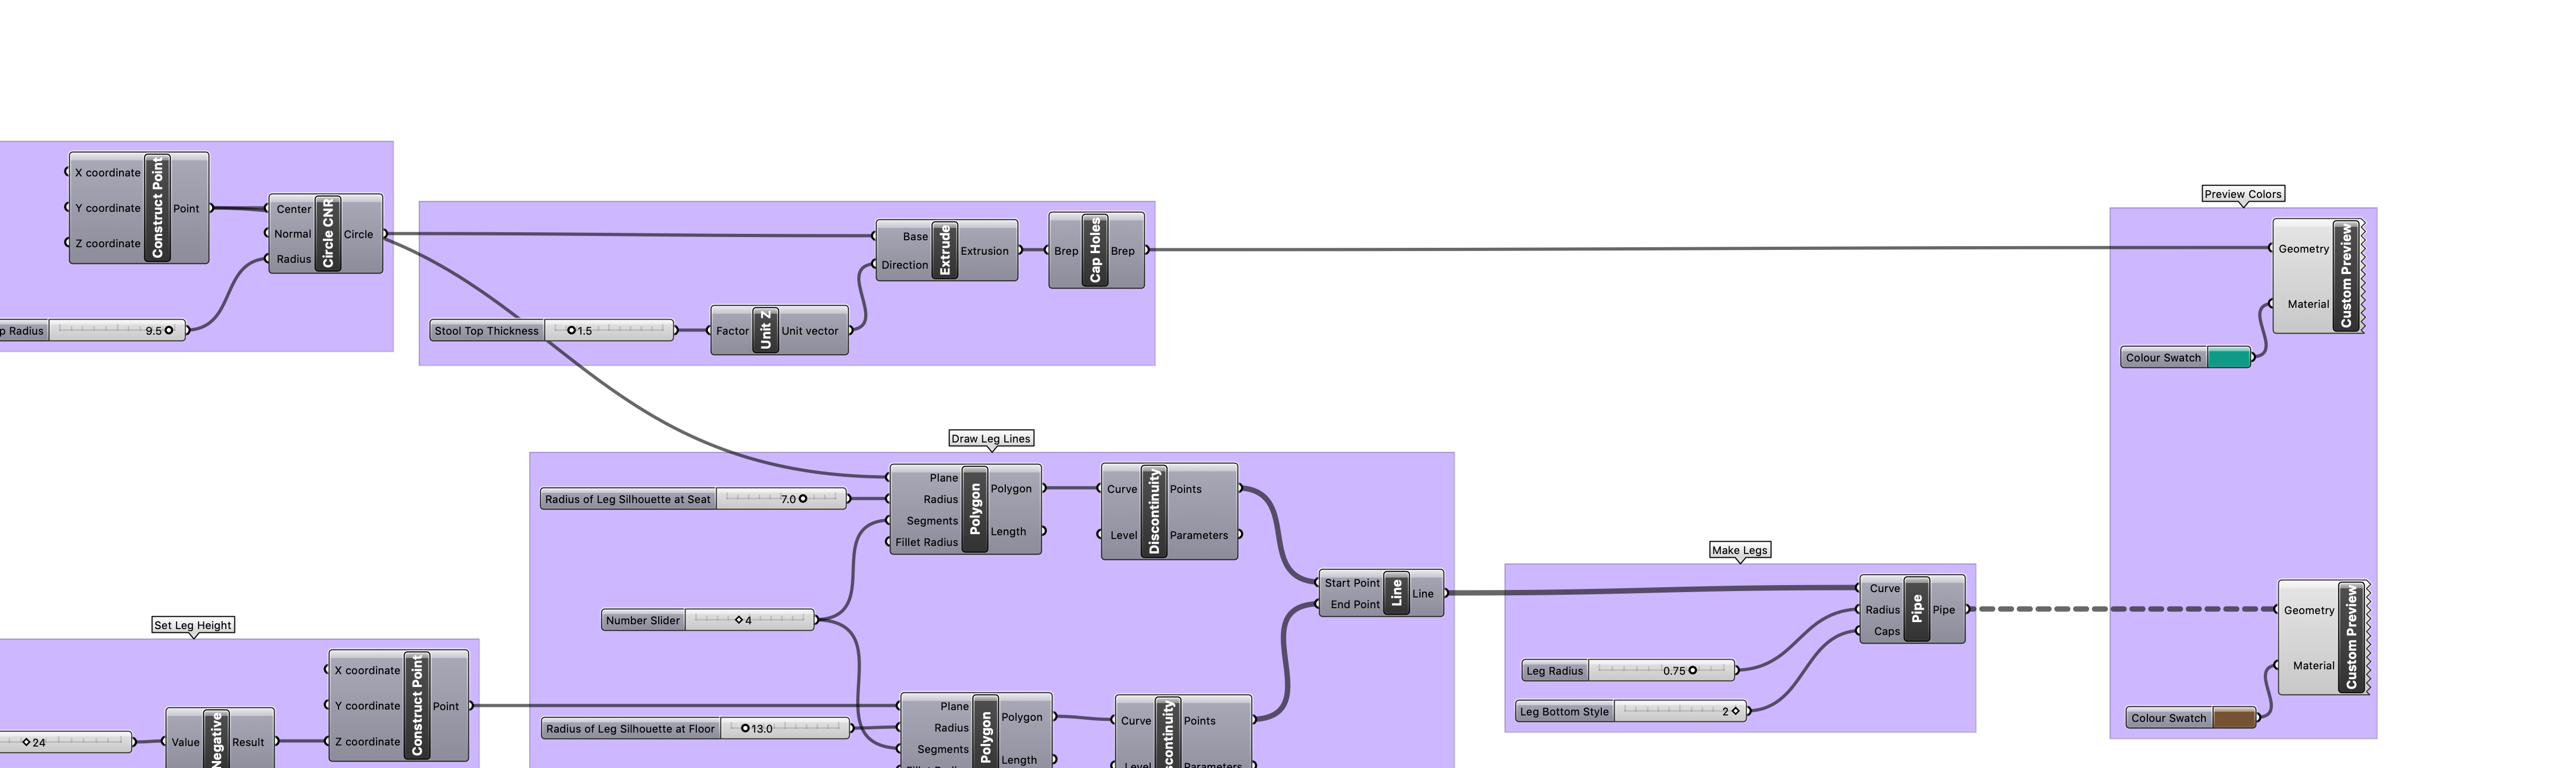 X coordinate
Y coordinate
Z coordinate
Construct Point
Point
Center
Normal
Radius
Circle CNR
Circle
p Radius
9.5
Stool Top Thickness
1.5
Factor
Unit Z
Unit vector
Base
Direction
Extrude
Extrusion
Brep
Cap Holes
Brep
Preview Colors
Geometry
Material
Custom Preview
Colour Swatch
Draw Leg Lines
Radius of Leg Silhouette at Seat
7.0
Plane
Radius
Segments
Fillet Radius
Polygon
Polygon
Length
Curve
Level
Discontinuity
Points
Parameters
Number Slider
4
Start Point
End Point
Line
Line
Make Legs
Curve
Radius
Caps
Pipe
Pipe
Leg Radius
0.75
Leg Bottom Style
2
Geometry
Material
Custom Preview
Colour Swatch
Set Leg Height
24
Value
Negative
Result
X coordinate
Y coordinate
Z coordinate
Construct Point
Point
Radius of Leg Silhouette at Floor
13.0
Plane
Radius
Segments
Polygon
Polygon
Length
Curve
Level
scontinuity
Points
Parameters